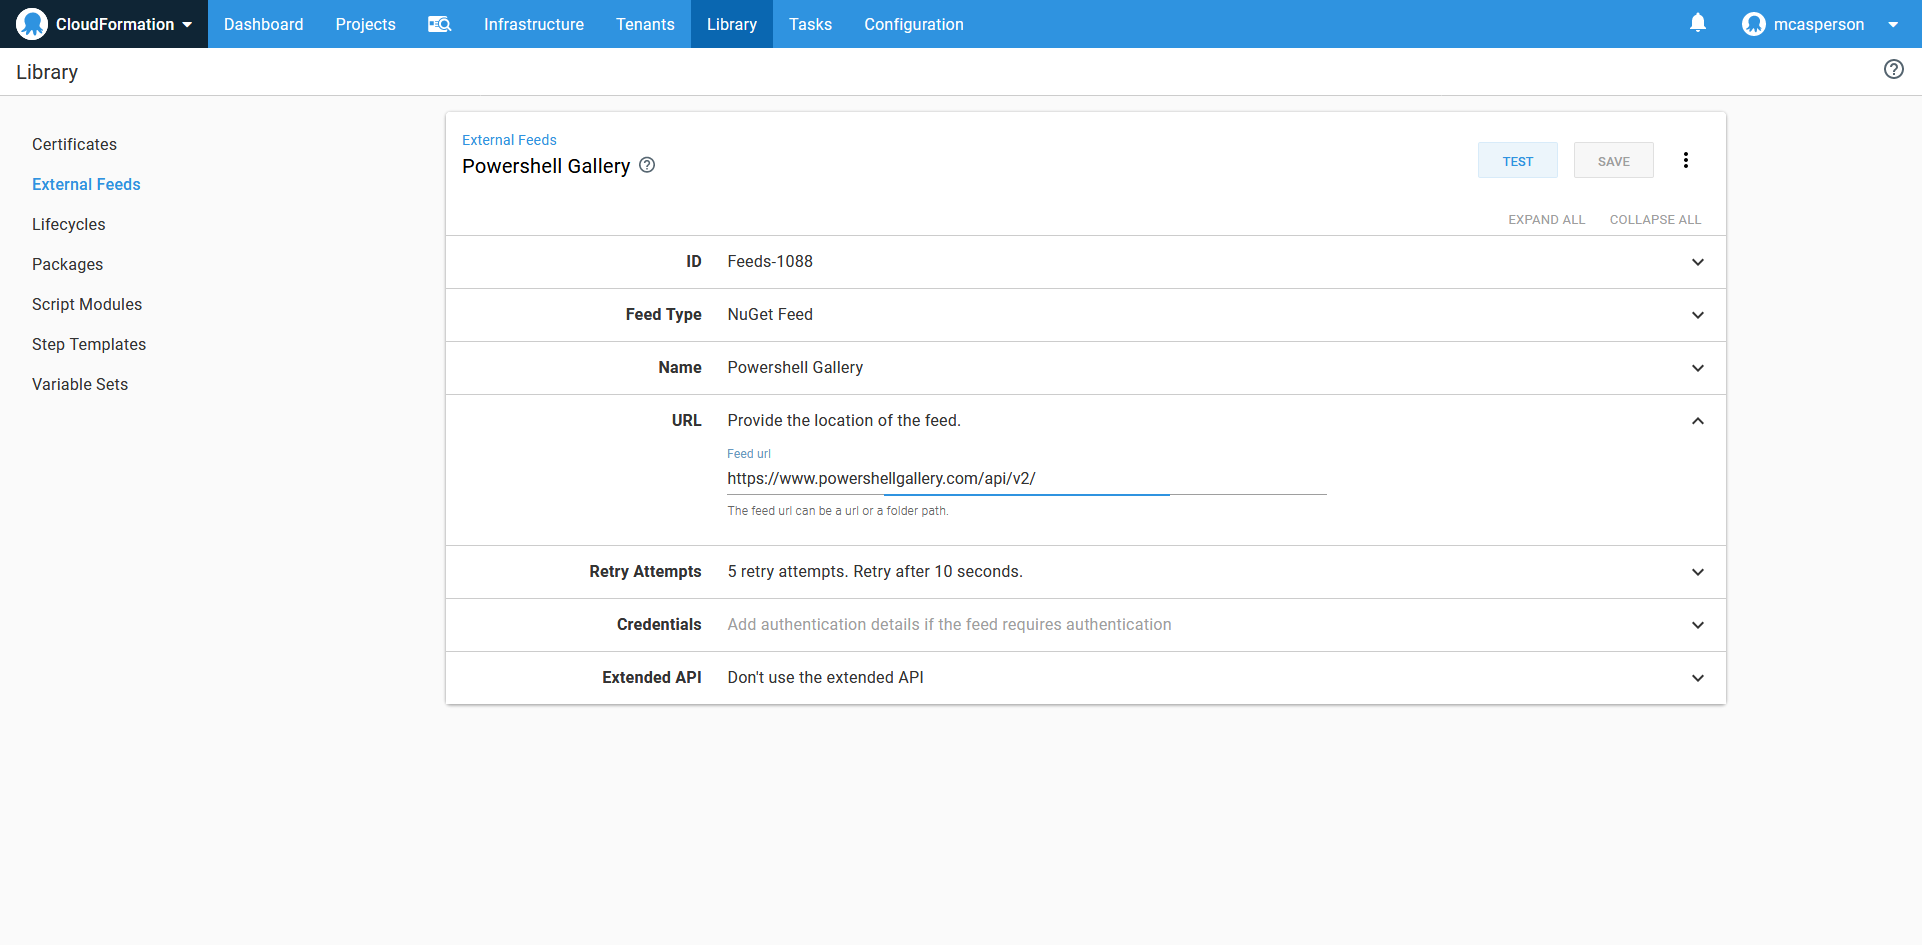 CloudFormation Dashboard Projects Infrastructure Tenants Library Tasks Configuration mcasperson
Library
Certificates
External Feeds
Lifecycles
Packages
Script Modules
Step Templates
Variable Sets
External Feeds
Powershell Gallery
TEST SAVE
EXPAND ALL COLLAPSE ALL
ID Feeds-1088
Feed Type NuGet Feed
Name Powershell Gallery
URL Provide the location of the feed.
Feed url
https://www.powershellgallery.com/api/v2/
The feed url can be a url or a folder path.
Retry Attempts 5 retry attempts. Retry after 10 seconds.
Credentials Add authentication details if the feed requires authentication
Extended API Don't use the extended API